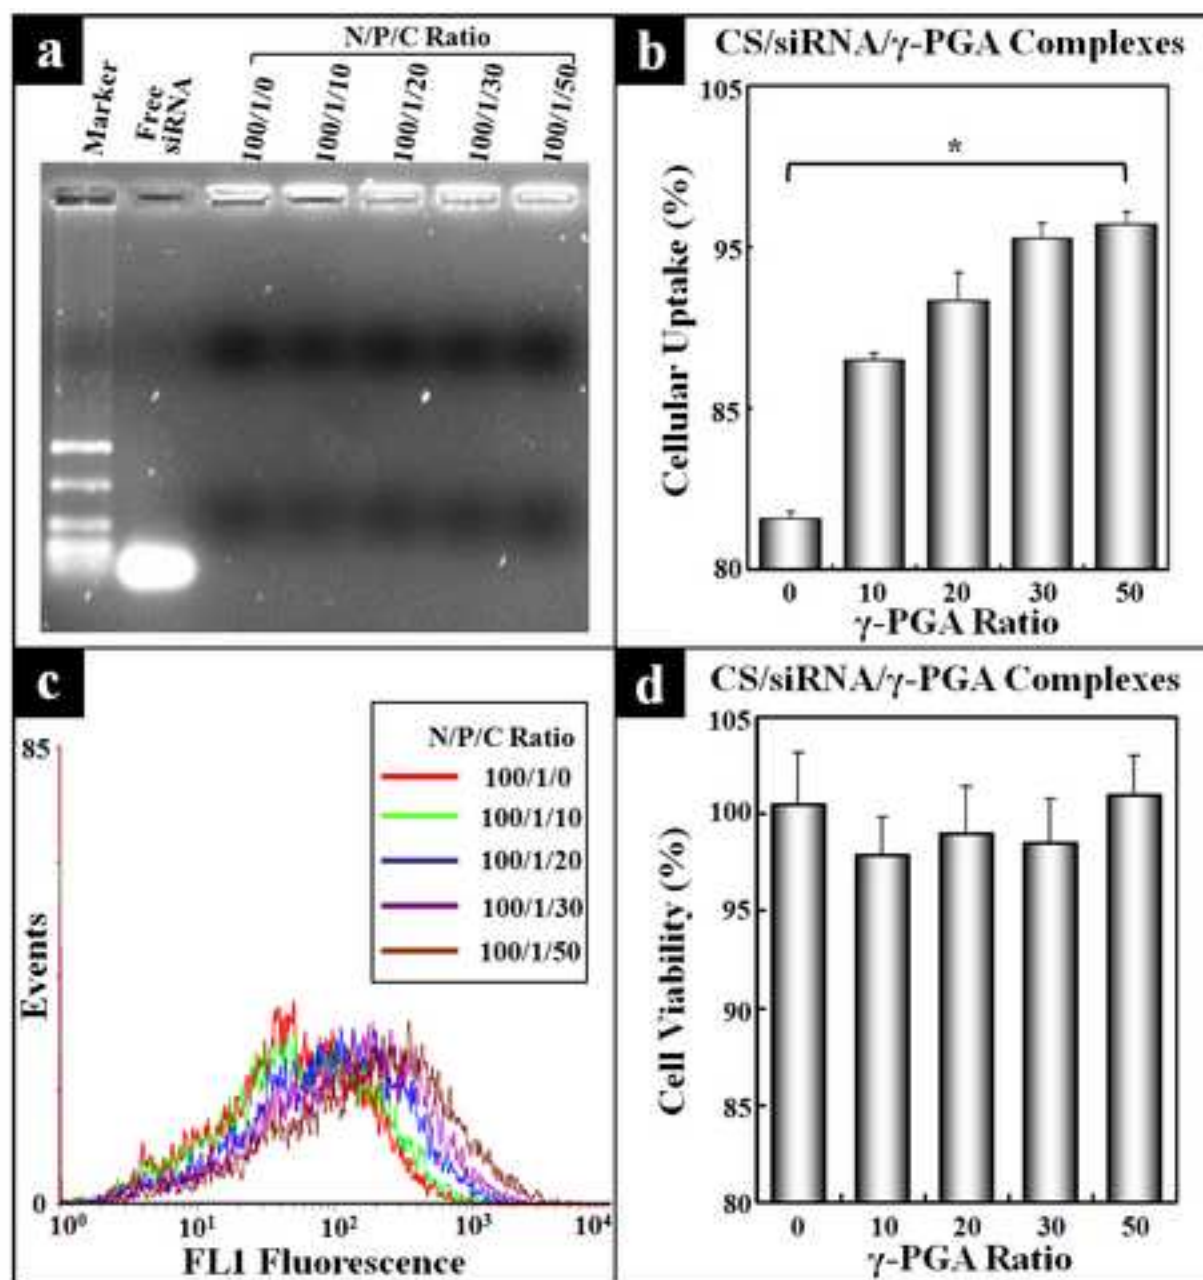 a
N/P/C Ratio
Marker
Free
siRNA
100/1/0
100/1/10
100/1/20
100/1/30
100/1/50
b
CS/siRNA/γ-PGA Complexes
Cellular Uptake (%)
105
95
85
80
*
0 10 20 30 50
γ-PGA Ratio
c
85
0
Events
N/P/C Ratio
100/1/0
100/1/10
100/1/20
100/1/30
100/1/50
10⁰ 10¹ 10² 10³ 10⁴
FL1 Fluorescence
d
CS/siRNA/γ-PGA Complexes
Cell Viability (%)
105
100
95
90
85
80
0 10 20 30 50
γ-PGA Ratio